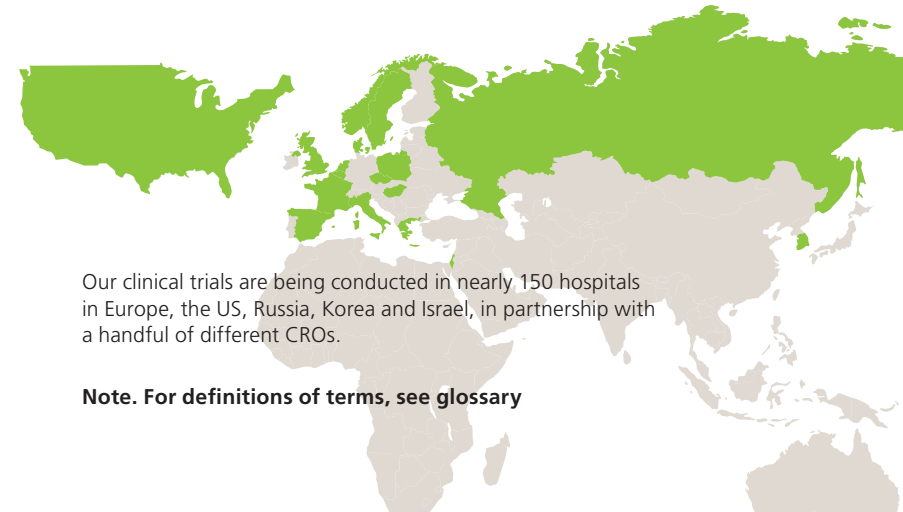 Our clinical trials are being conducted in nearly 150 hospitals
in Europe, the US, Russia, Korea and Israel, in partnership with
a handful of different CROs.
Note. For definitions of terms, see glossary